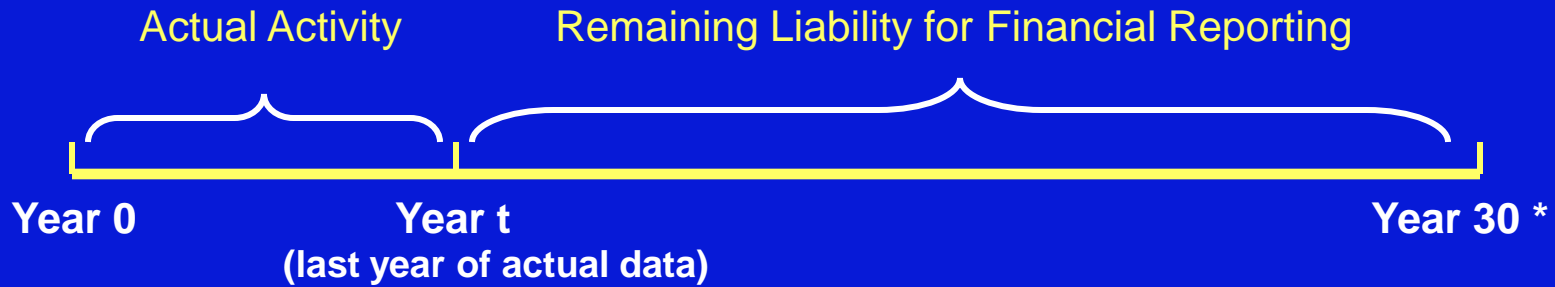 Actual Activity Remaining Liability for Financial Reporting
Year 0 Year t Year 30 *
(last year of actual data)